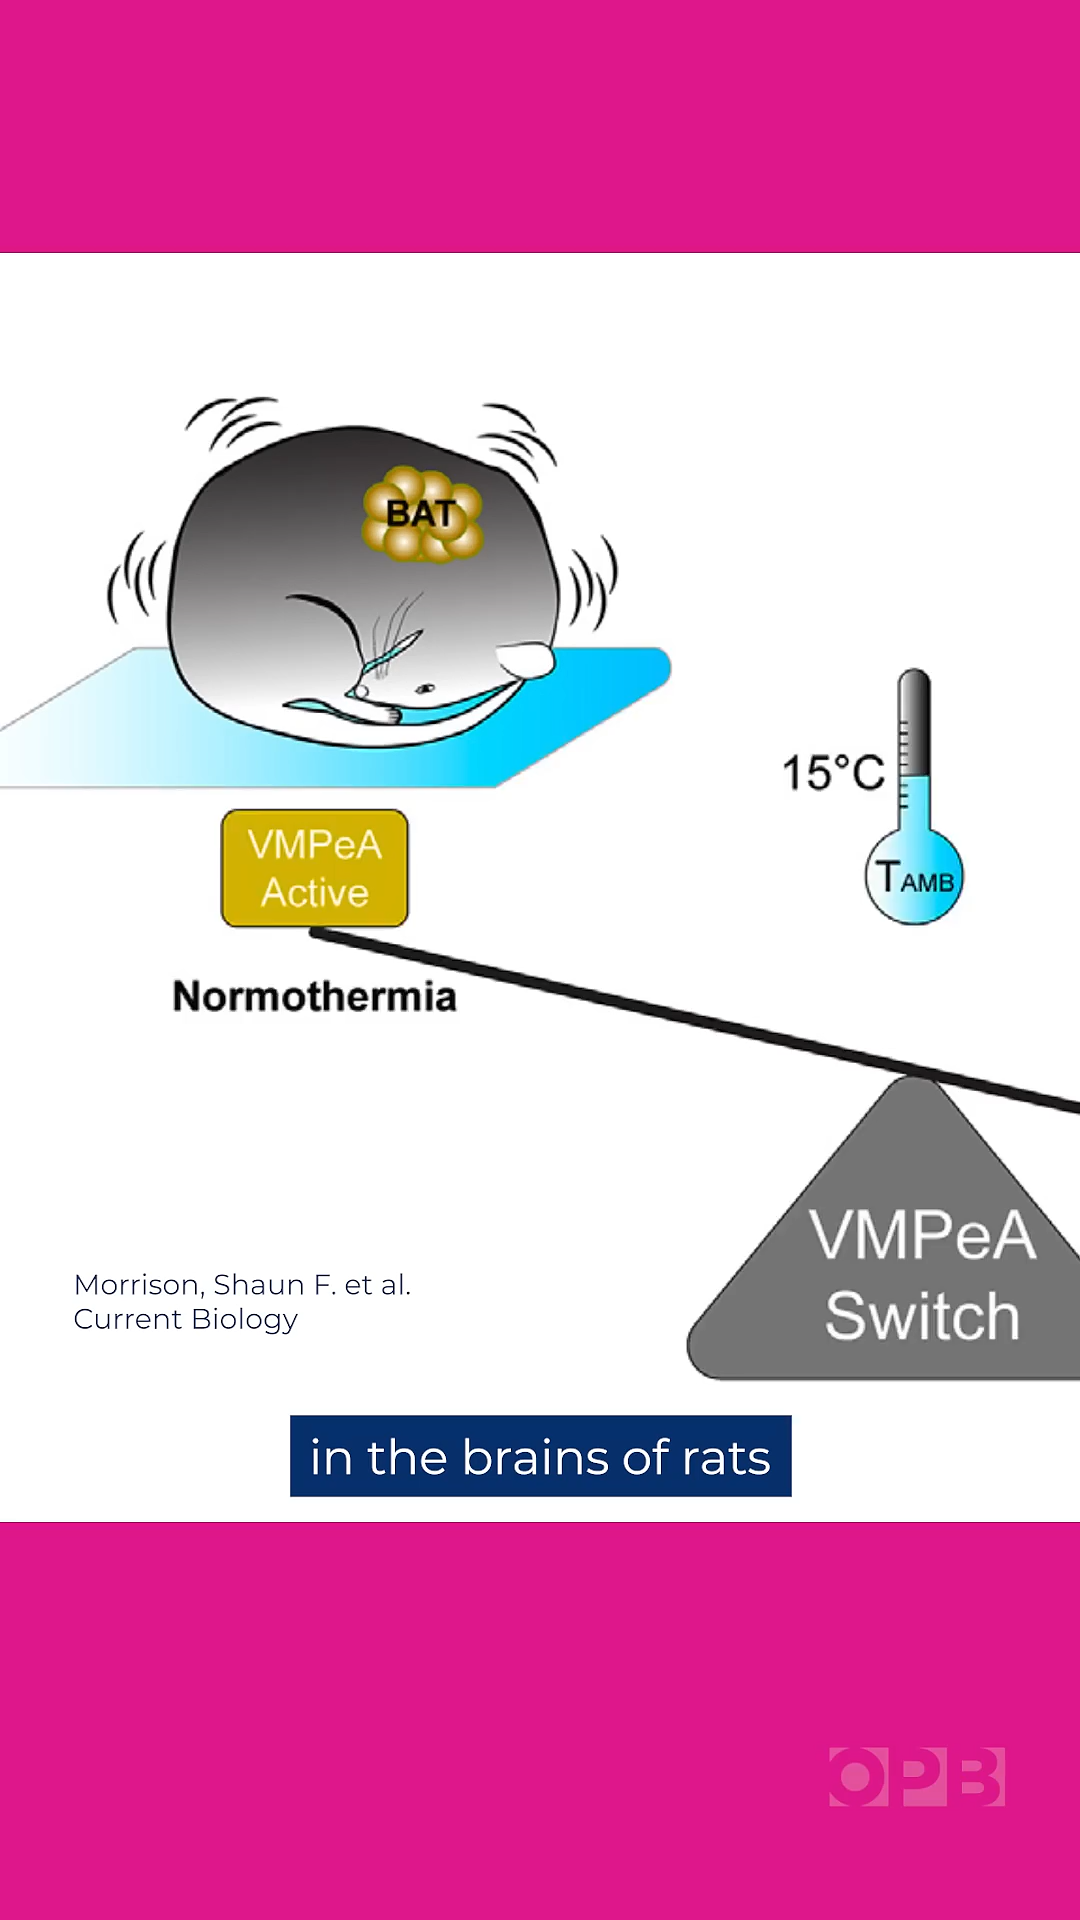 BAT
15°C
TAMB
VMPeA
Active
Normothermia
VMPeA
Switch
Morrison, Shaun F. et al.
Current Biology
in the brains of rats
OPB